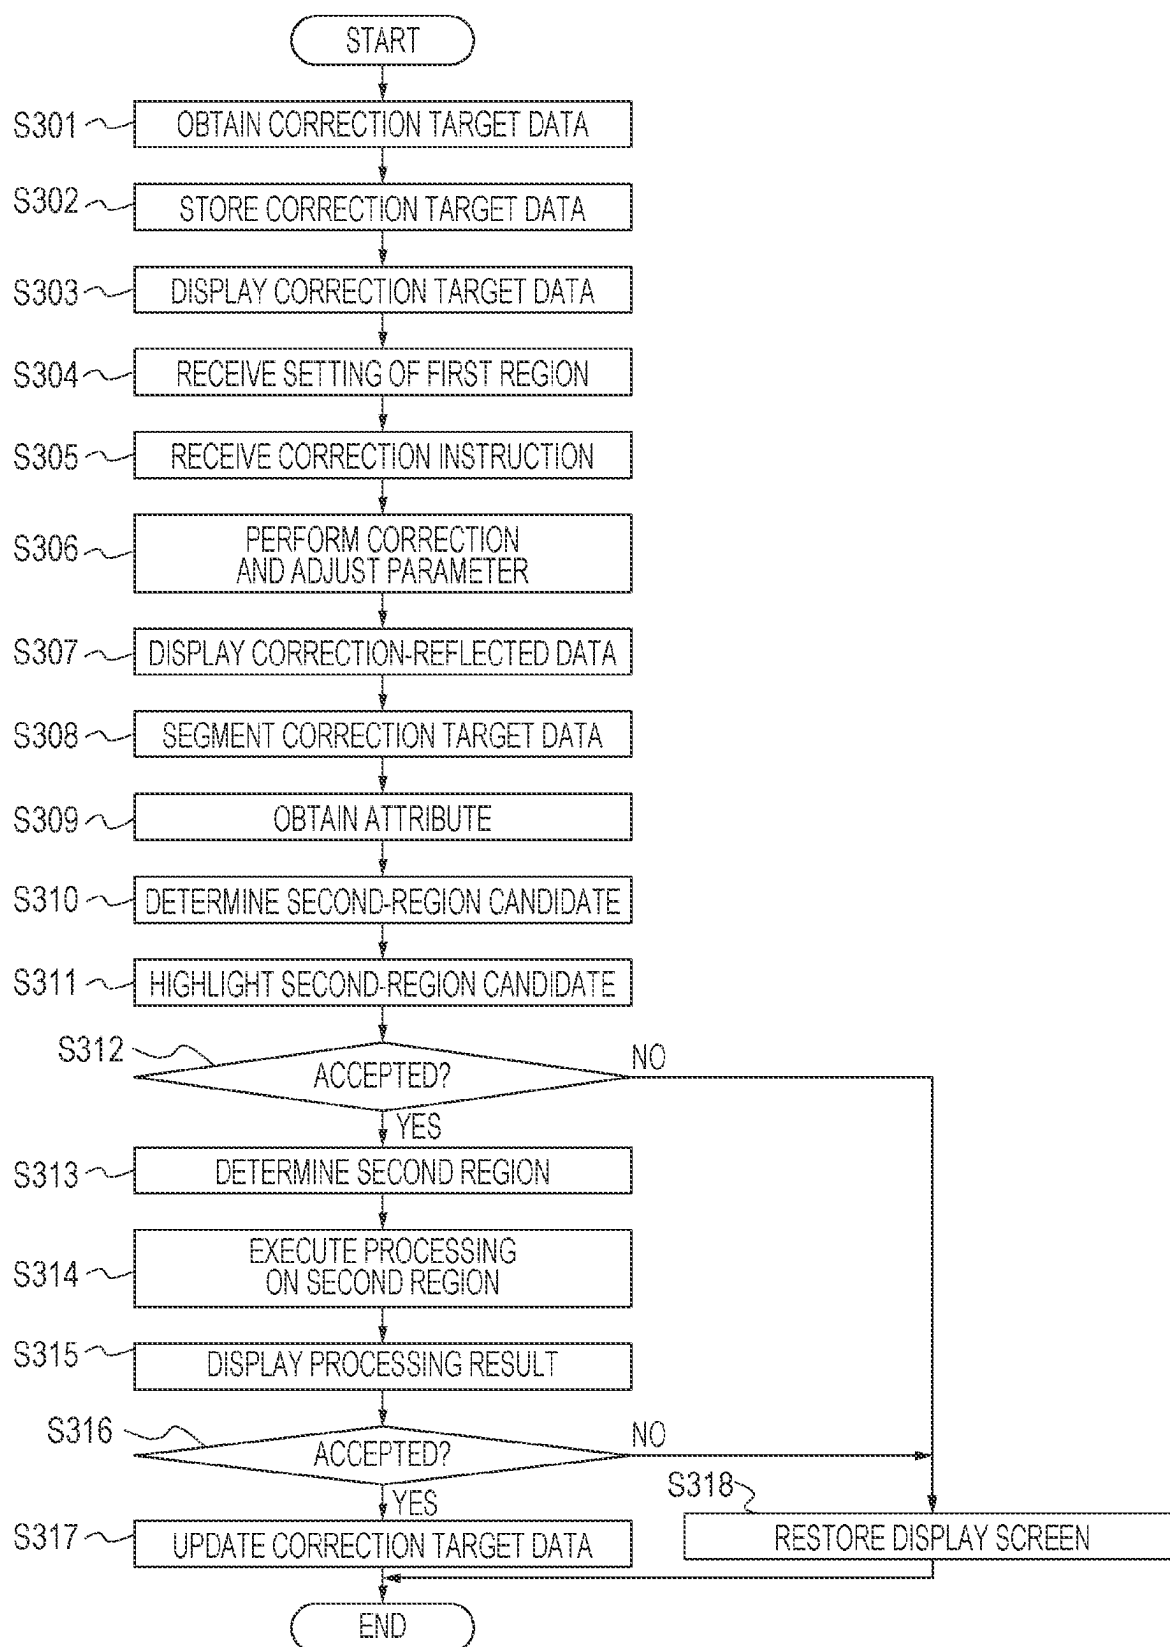 START
S301
OBTAIN CORRECTION TARGET DATA
S302
STORE CORRECTION TARGET DATA
S303
DISPLAY CORRECTION TARGET DATA
S304
RECEIVE SETTING OF FIRST REGION
S305
RECEIVE CORRECTION INSTRUCTION
S306
PERFORM CORRECTION
AND ADJUST PARAMETER
S307
DISPLAY CORRECTION-REFLECTED DATA
S308
SEGMENT CORRECTION TARGET DATA
S309
OBTAIN ATTRIBUTE
S310
DETERMINE SECOND-REGION CANDIDATE
S311
HIGHLIGHT SECOND-REGION CANDIDATE
S312
ACCEPTED?
NO
YES
S313
DETERMINE SECOND REGION
S314
EXECUTE PROCESSING
ON SECOND REGION
S315
DISPLAY PROCESSING RESULT
S316
ACCEPTED?
NO
YES
S317
UPDATE CORRECTION TARGET DATA
S318
RESTORE DISPLAY SCREEN
END